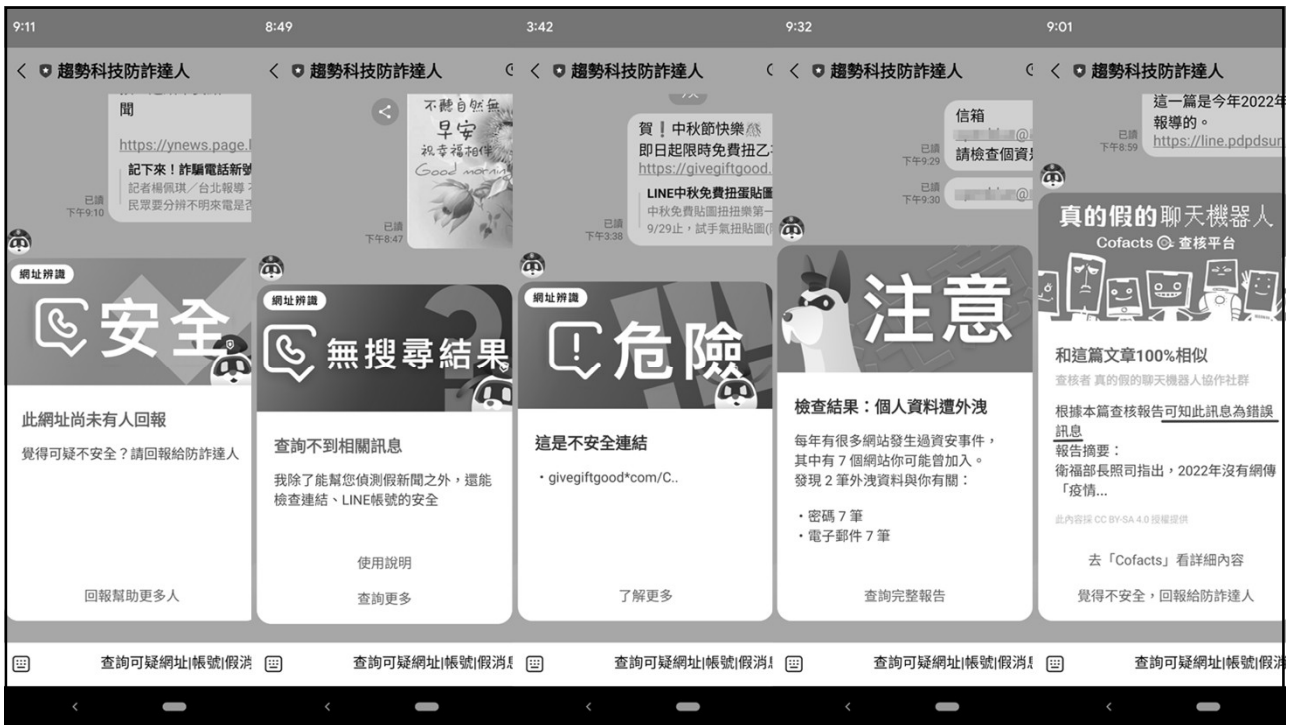 9:11
趨勢科技防詐達人
聞
https://ynews.page.l
記下來！詐騙電話新號
記者楊佩琪／台北報導
民眾要分辨不明來電是否
已讀
下午9:10
網址辨識
安全
此網址尚未有人回報
覺得可疑不安全？請回報給防詐達人
回報幫助更多人
查詢可疑網址|帳號|假消
8:49
趨勢科技防詐達人
不聽自然無
早安
祝幸福相伴
Good morning
已讀
下午8:47
網址辨識
無搜尋結果
查詢不到相關訊息
我除了能幫您偵測假新聞之外，還能
檢查連結、LINE帳號的安全
使用說明
查詢更多
查詢可疑網址|帳號|假消息
3:42
趨勢科技防詐達人
賀！中秋節快樂
即日起限時免費扭乙
https://givegiftgood.
LINE中秋免費扭蛋貼圖
中秋免費貼圖扭扭樂第一
9/29止，試手氣扭貼圖
已讀
下午3:38
網址辨識
危險
這是不安全連結
・givegiftgood*com/C..
了解更多
查詢可疑網址|帳號|假消息
9:32
趨勢科技防詐達人
信箱
@
請檢查個資
已讀
下午9:29
已讀
下午9:30
@
注意
檢查結果：個人資料遭外洩
每年有很多網站發生過資安事件，
其中有 7 個網站你可能曾加入。
發現 2 筆外洩資料與你有關：
・密碼 7 筆
・電子郵件 7 筆
查詢完整報告
查詢可疑網址|帳號|假消息
9:01
趨勢科技防詐達人
這一篇是今年2022年
報導的。
https://line.pdpdsun
已讀
下午8:59
真的假的聊天機器人
Cofacts 查核平台
和這篇文章100%相似
查核者 真的假的聊天機器人協作社群
根據本篇查核報告可知此訊息為錯誤
訊息
報告摘要：
衛福部長照司指出，2022年沒有網傳
「疫情...
此內容採 CC BY-SA 4.0 授權提供
去「Cofacts」看詳細內容
覺得不安全，回報給防詐達人
查詢可疑網址|帳號|假消